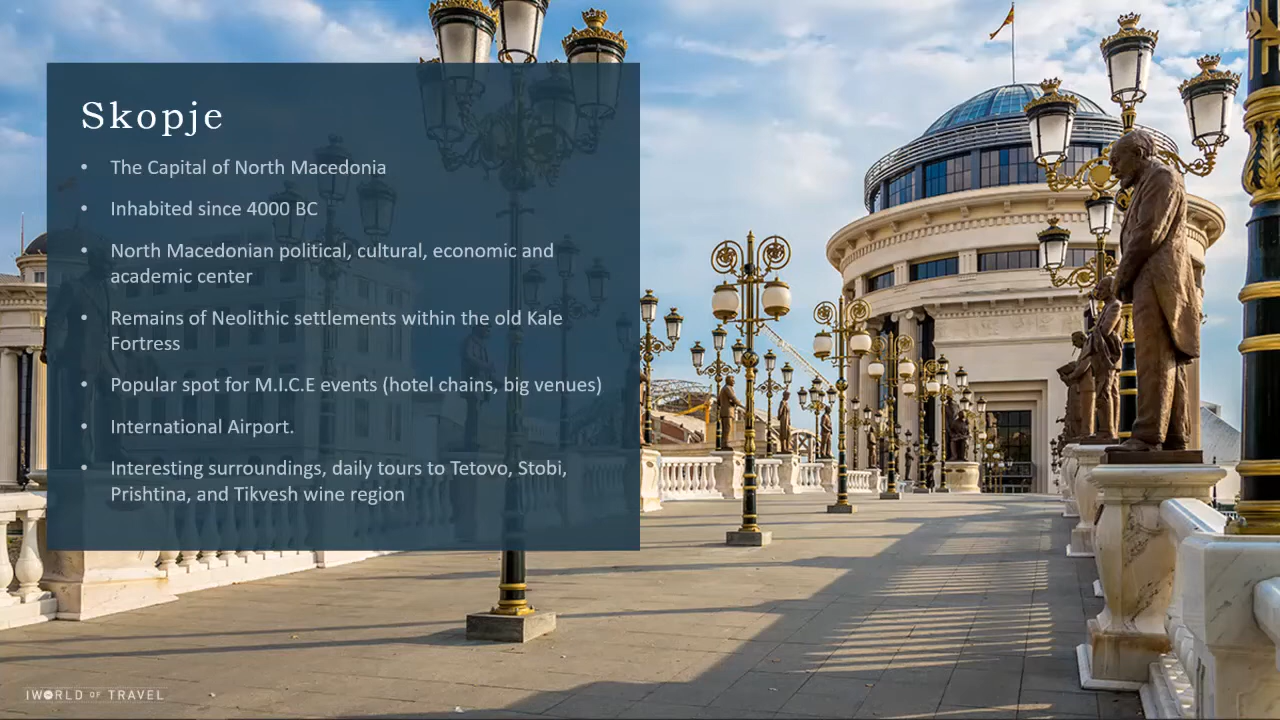 Skopje
• The Capital of North Macedonia
• Inhabited since 4000 BC
• North Macedonian political, cultural, economic and
academic center
• Remains of Neolithic settlements within the old Kale
Fortress
• Popular spot for M.I.C.E events (hotel chains, big venues)
• International Airport.
• Interesting surroundings, daily tours to Tetovo, Stobi,
Prishtina, and Tikvesh wine region
IWORLD OF TRAVEL